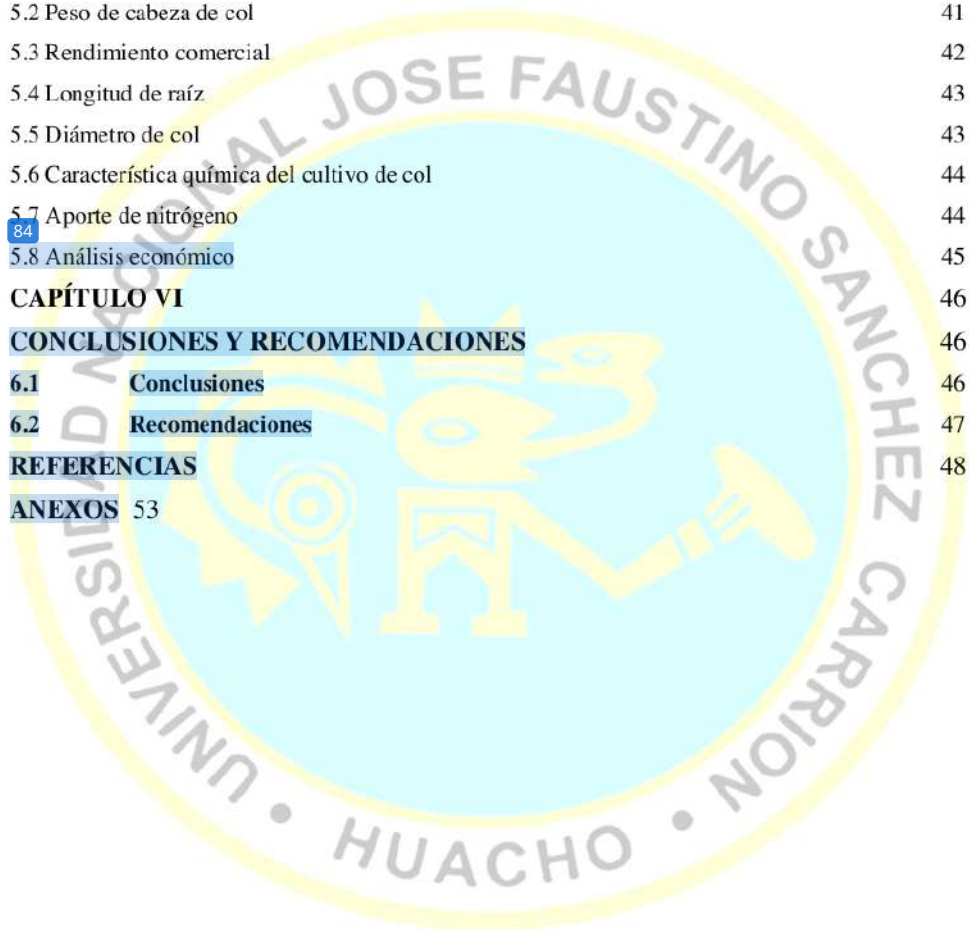 5.2 Peso de cabeza de col 41
5.3 Rendimiento comercial 42
5.4 Longitud de raíz 43
5.5 Diámetro de col 43
5.6 Característica química del cultivo de col 44
5.7 Aporte de nitrógeno 44
84
5.8 Análisis económico 45
CAPÍTULO VI 46
CONCLUSIONES Y RECOMENDACIONES 46
6.1 Conclusiones 46
6.2 Recomendaciones 47
REFERENCIAS 48
ANEXOS 53
UNIVERSIDAD NACIONAL JOSE FAUSTINO SANCHEZ CARRION • HUACHO •